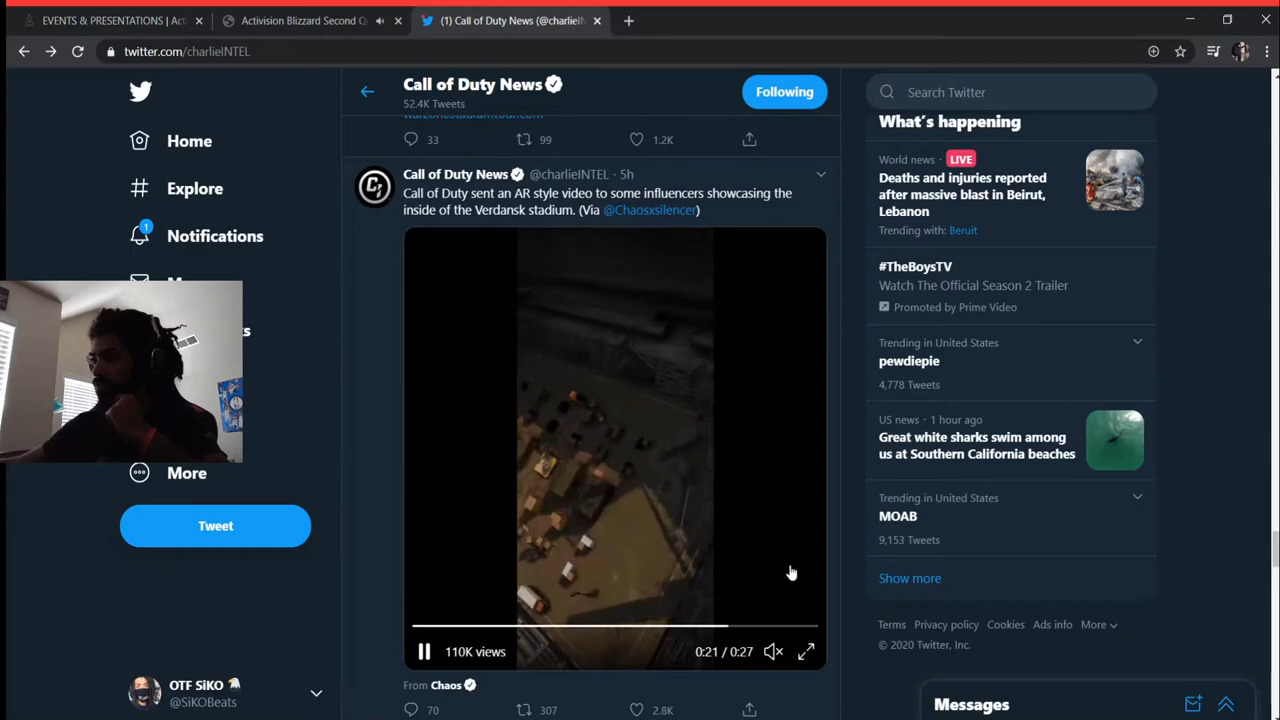 EVENTS & PRESENTATIONS | Act
Activision Blizzard Second Q
(1) Call of Duty News (@charlieIN
twitter.com/charlieINTEL
Call of Duty News
52.4K Tweets
Following
Search Twitter
Home
Explore
1
Notifications
More
Tweet
OTF SiKO
@SiKOBeats
warzonestadiumtour.com
33
99
1.2K
Call of Duty News @charlieINTEL · 5h
Call of Duty sent an AR style video to some influencers showcasing the
inside of the Verdansk stadium. (Via @Chaosxsilencer)
110K views
0:21 / 0:27
From Chaos
70
307
2.8K
What's happening
World news · LIVE
Deaths and injuries reported
after massive blast in Beirut,
Lebanon
Trending with: Beruit
#TheBoysTV
Watch The Official Season 2 Trailer
Promoted by Prime Video
Trending in United States
pewdiepie
4,778 Tweets
US news · 1 hour ago
Great white sharks swim among
us at Southern California beaches
Trending in United States
MOAB
9,153 Tweets
Show more
Terms Privacy policy Cookies Ads info More
© 2020 Twitter, Inc.
Messages